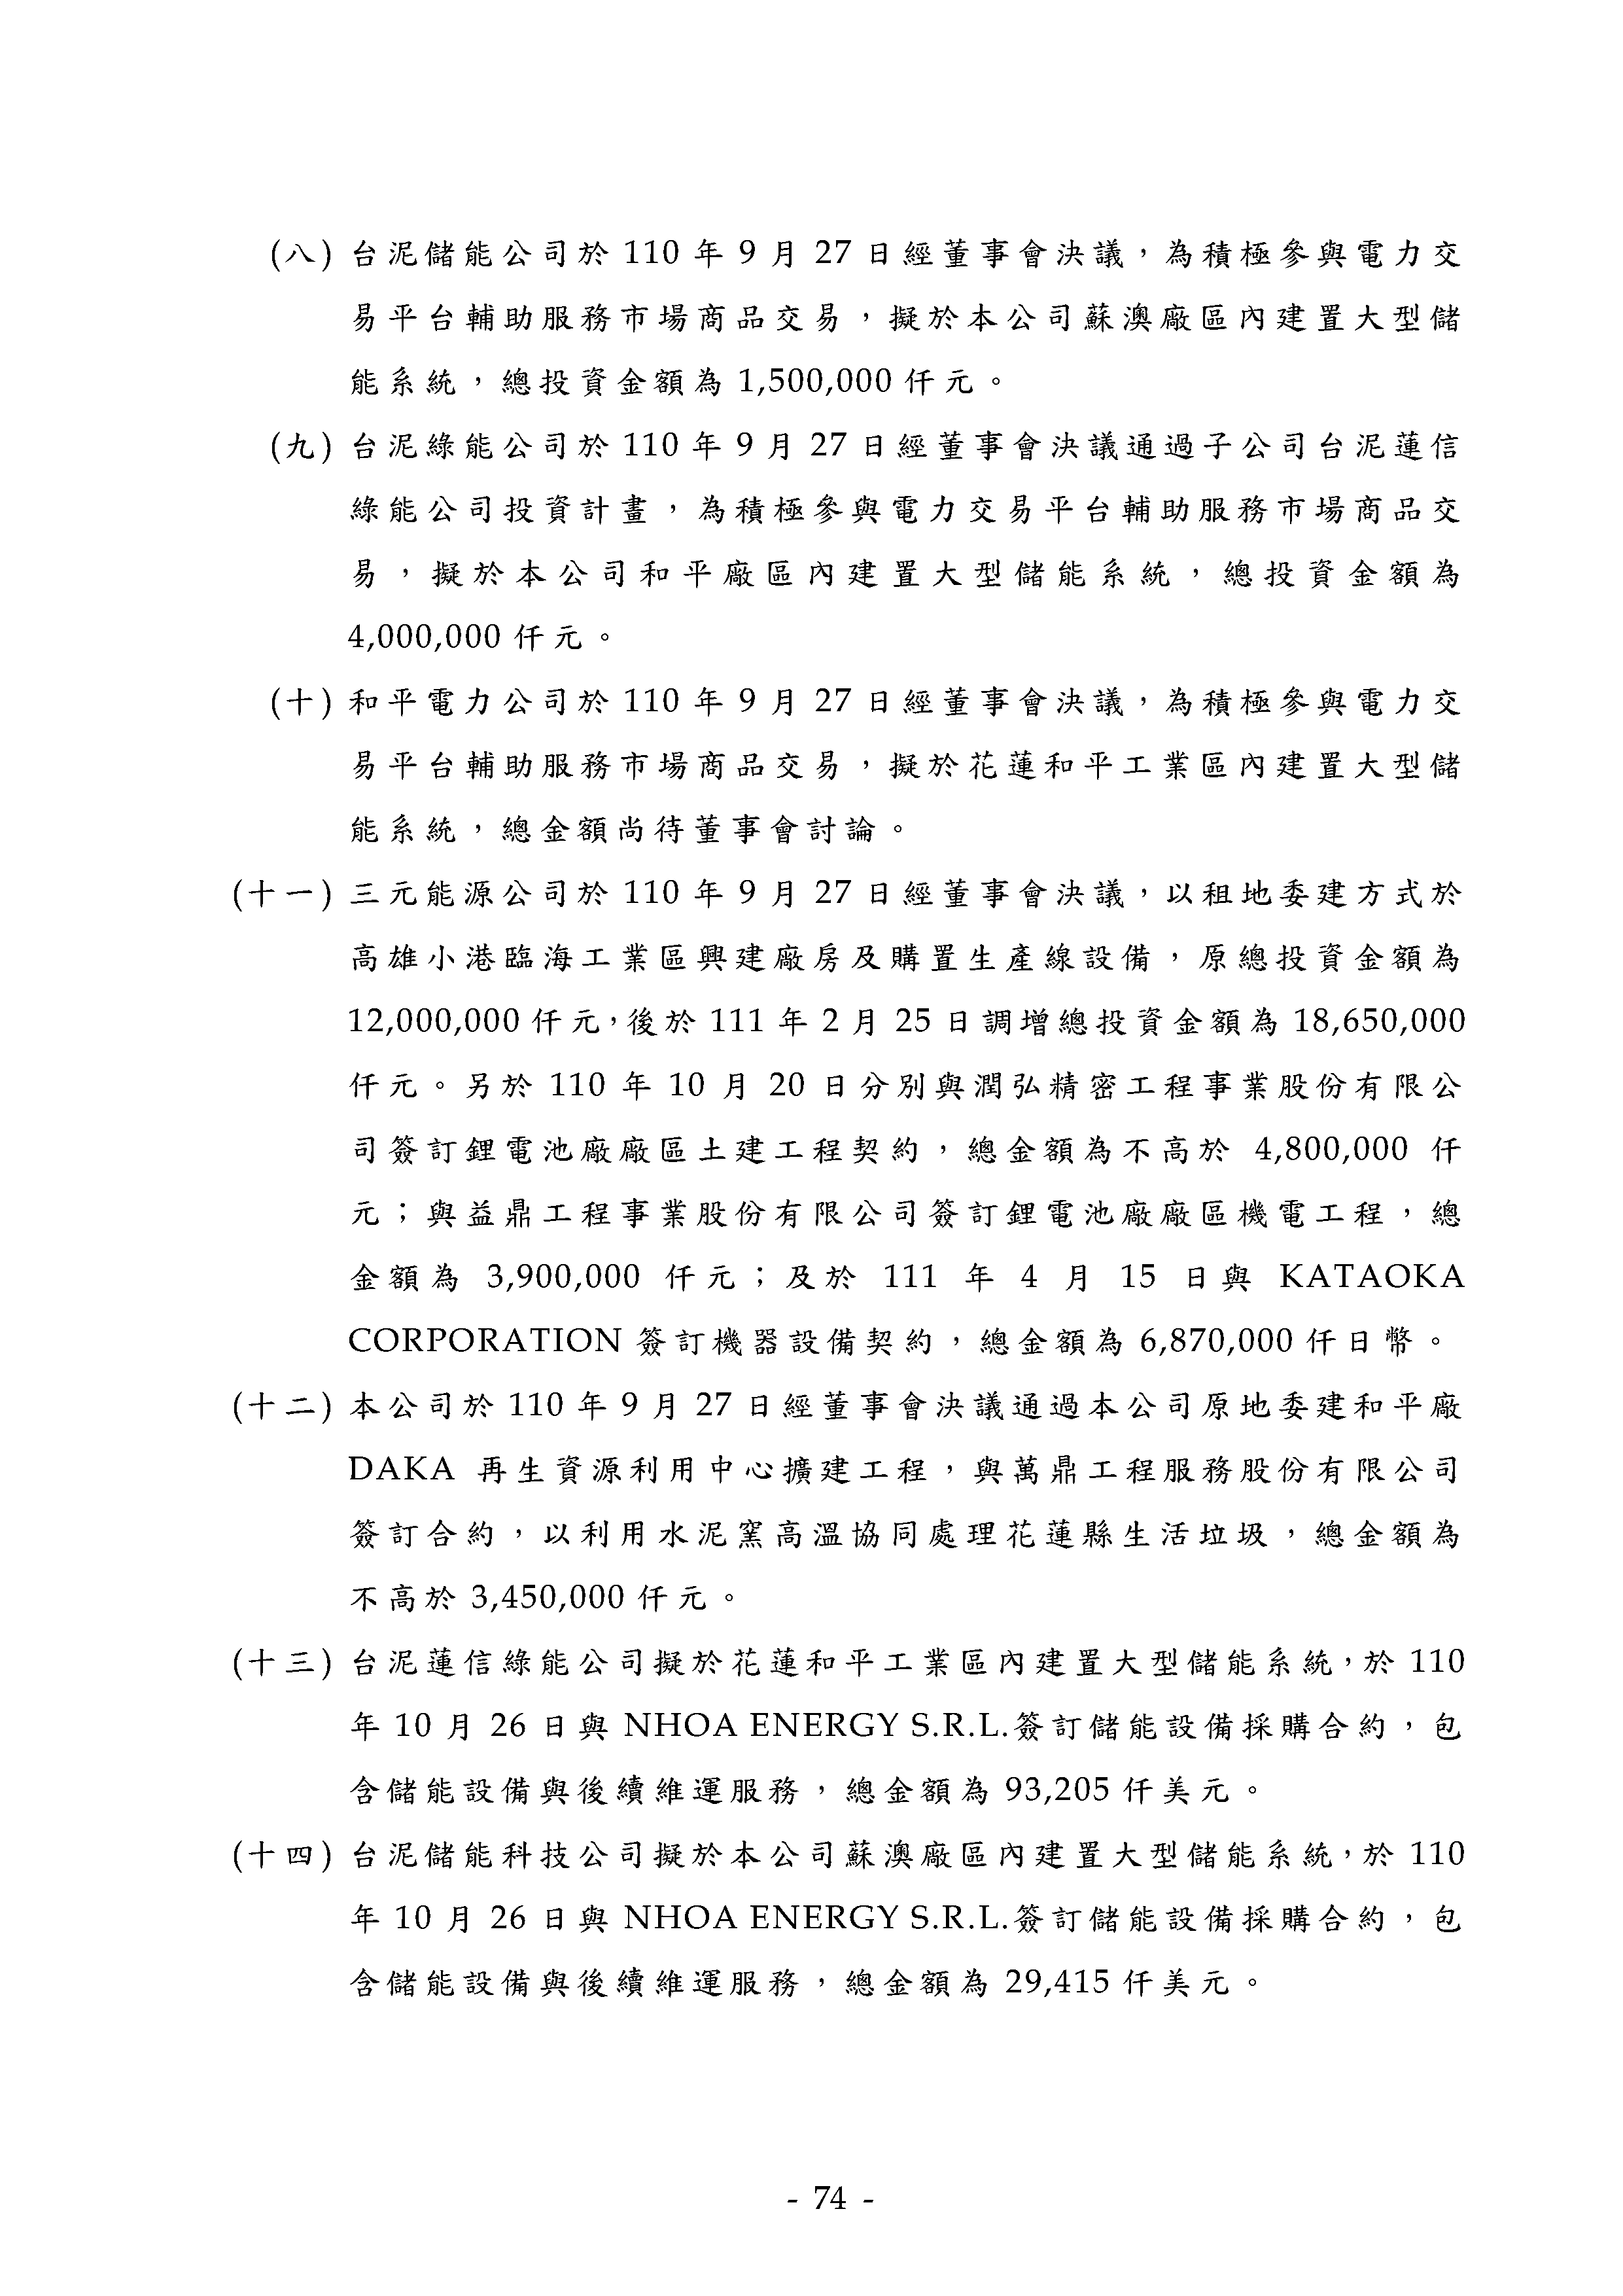 (八) 台泥儲能公司於 110 年 9 月 27 日經董事會決議，為積極參與電力交
易平台輔助服務市場商品交易，擬於本公司蘇澳廠區內建置大型儲
能系統，總投資金額為 1,500,000 仟元。
(九) 台泥綠能公司於 110 年 9 月 27 日經董事會決議通過子公司台泥蓮信
綠能公司投資計畫，為積極參與電力交易平台輔助服務市場商品交
易，擬於本公司和平廠區內建置大型儲能系統，總投資金額為
4,000,000 仟元。
(十) 和平電力公司於 110 年 9 月 27 日經董事會決議，為積極參與電力交
易平台輔助服務市場商品交易，擬於花蓮和平工業區內建置大型儲
能系統，總金額尚待董事會討論。
(十一) 三元能源公司於 110 年 9 月 27 日經董事會決議，以租地委建方式於
高雄小港臨海工業區興建廠房及購置生產線設備，原總投資金額為
12,000,000 仟元，後於 111 年 2 月 25 日調增總投資金額為 18,650,000
仟元。另於 110 年 10 月 20 日分別與潤弘精密工程事業股份有限公
司簽訂鋰電池廠廠區土建工程契約，總金額為不高於 4,800,000 仟
元；與益鼎工程事業股份有限公司簽訂鋰電池廠廠區機電工程，總
金額為 3,900,000 仟元；及於 111 年 4 月 15 日與 KATAOKA
CORPORATION 簽訂機器設備契約，總金額為 6,870,000 仟日幣。
(十二) 本公司於 110 年 9 月 27 日經董事會決議通過本公司原地委建和平廠
DAKA 再生資源利用中心擴建工程，與萬鼎工程服務股份有限公司
簽訂合約，以利用水泥窯高溫協同處理花蓮縣生活垃圾，總金額為
不高於 3,450,000 仟元。
(十三) 台泥蓮信綠能公司擬於花蓮和平工業區內建置大型儲能系統，於 110
年 10 月 26 日與 NHOA ENERGY S.R.L.簽訂儲能設備採購合約，包
含儲能設備與後續維運服務，總金額為 93,205 仟美元。
(十四) 台泥儲能科技公司擬於本公司蘇澳廠區內建置大型儲能系統，於 110
年 10 月 26 日與 NHOA ENERGY S.R.L.簽訂儲能設備採購合約，包
含儲能設備與後續維運服務，總金額為 29,415 仟美元。
- 74 -